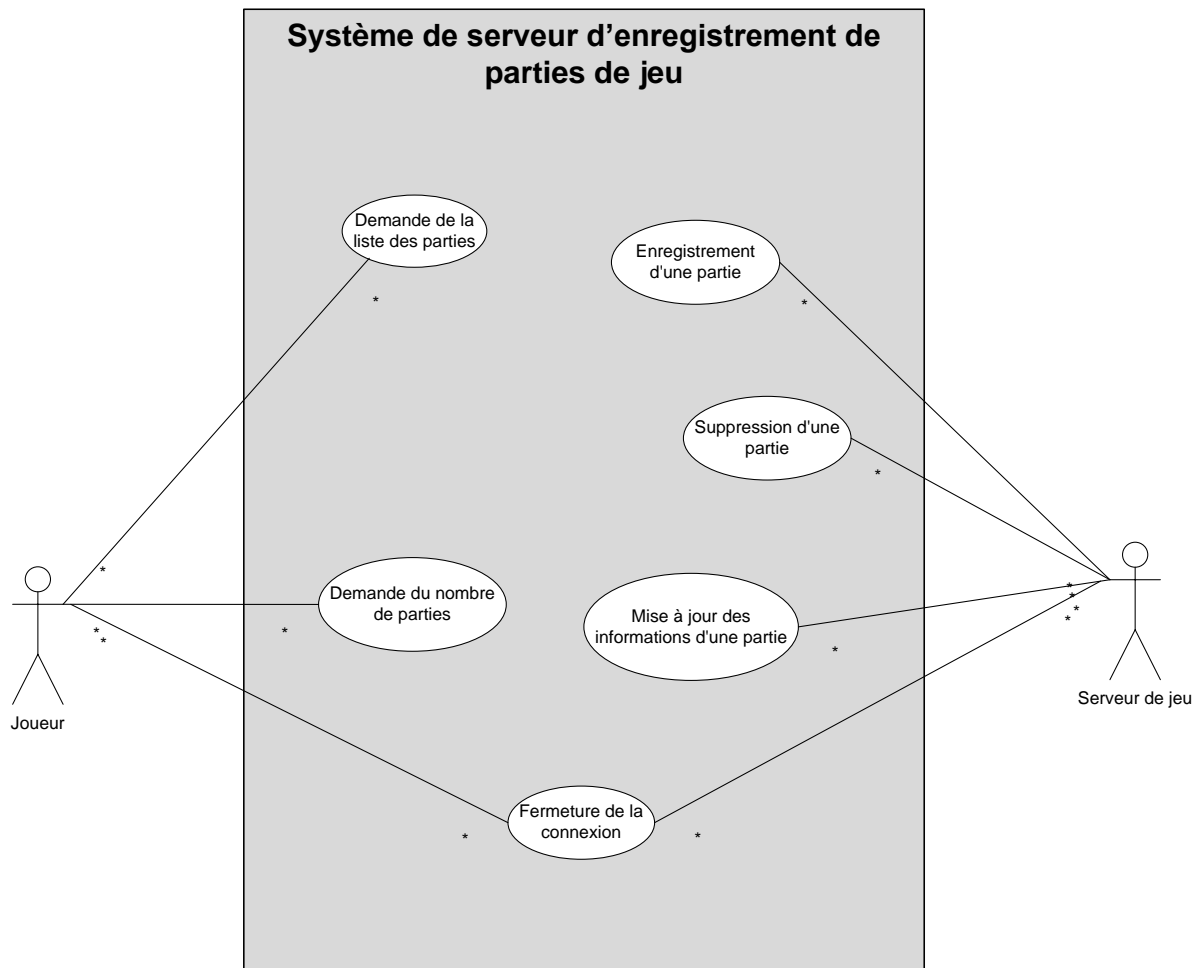 Système de serveur d’enregistrement de
parties de jeu
Demande de la
liste des parties
*
Enregistrement
d'une partie
*
Suppression d'une
partie
*
*
Demande du nombre
de parties
*
*
*
Mise à jour des
informations d'une partie
*
*
*
*
*
Joueur
Serveur de jeu
Fermeture de la
connexion
*
*